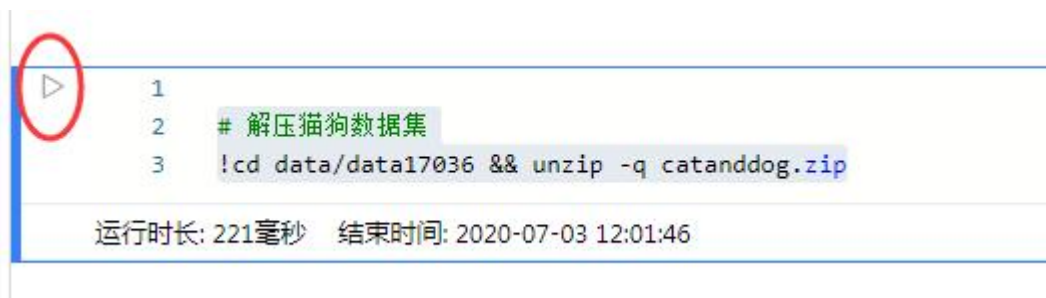 1
2 # 解压猫狗数据集
3 !cd data/data17036 && unzip -q catanddog.zip
运行时长: 221毫秒 结束时间: 2020-07-03 12:01:46